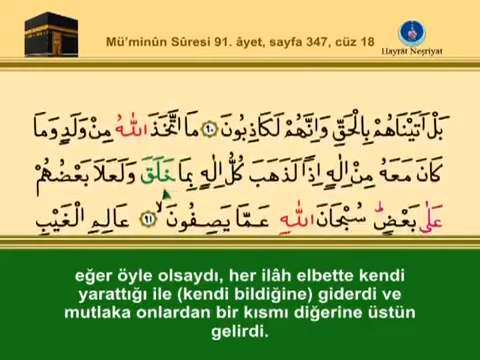 Mü’minûn Sûresi 91. âyet, sayfa 347, cüz 18
Hayrât Neşriyat
بَلْ اَتَيْنَاهُمْ بِالْحَقِّ وَاِنَّهُمْ لَكَاذِبُونَ ﴿٩٠﴾ مَا اتَّخَذَ اللّٰهُ مِنْ وَلَدٍ وَمَا
كَانَ مَعَهُ مِنْ اِلٰهٍ اِذًا لَذَهَبَ كُلُّ اِلٰهٍ بِمَا خَلَقَ وَلَعَلَا بَعْضُهُمْ
عَلٰى بَعْضٍ سُبْحَانَ اللّٰهِ عَمَّا يَصِفُونَ ﴿٩١﴾ عَالِمِ الْغَيْبِ
eğer öyle olsaydı, her ilâh elbette kendi
yarattığı ile (kendi bildiğine) giderdi ve
mutlaka onlardan bir kısmı diğerine üstün
gelirdi.